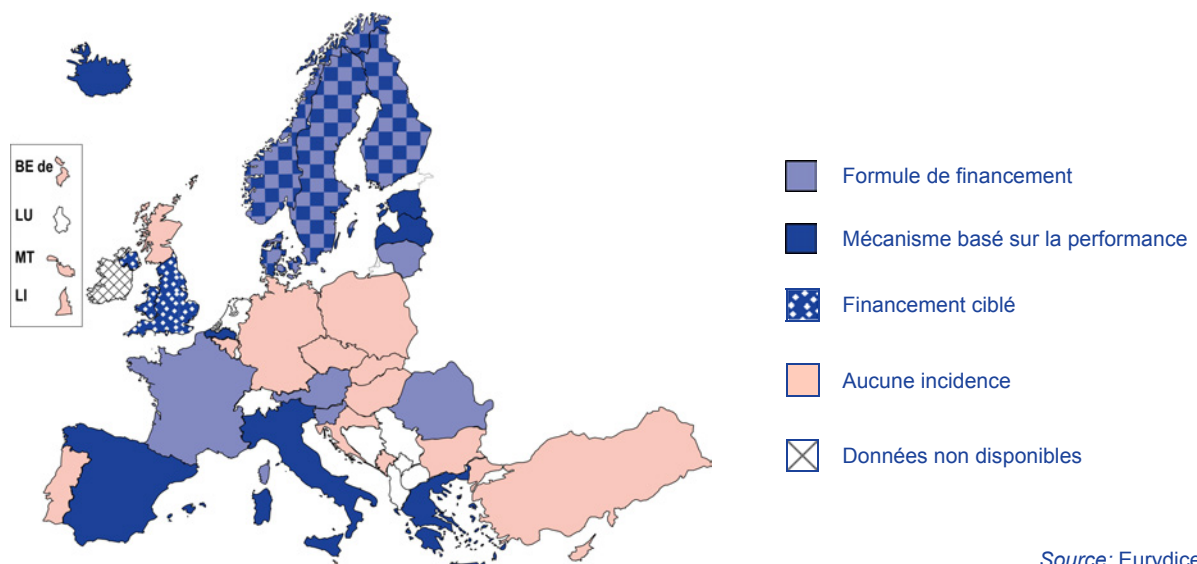 BE de
LU
MT
LI
Formule de financement
Mécanisme basé sur la performance
Financement ciblé
Aucune incidence
Données non disponibles
Source: Eurydice